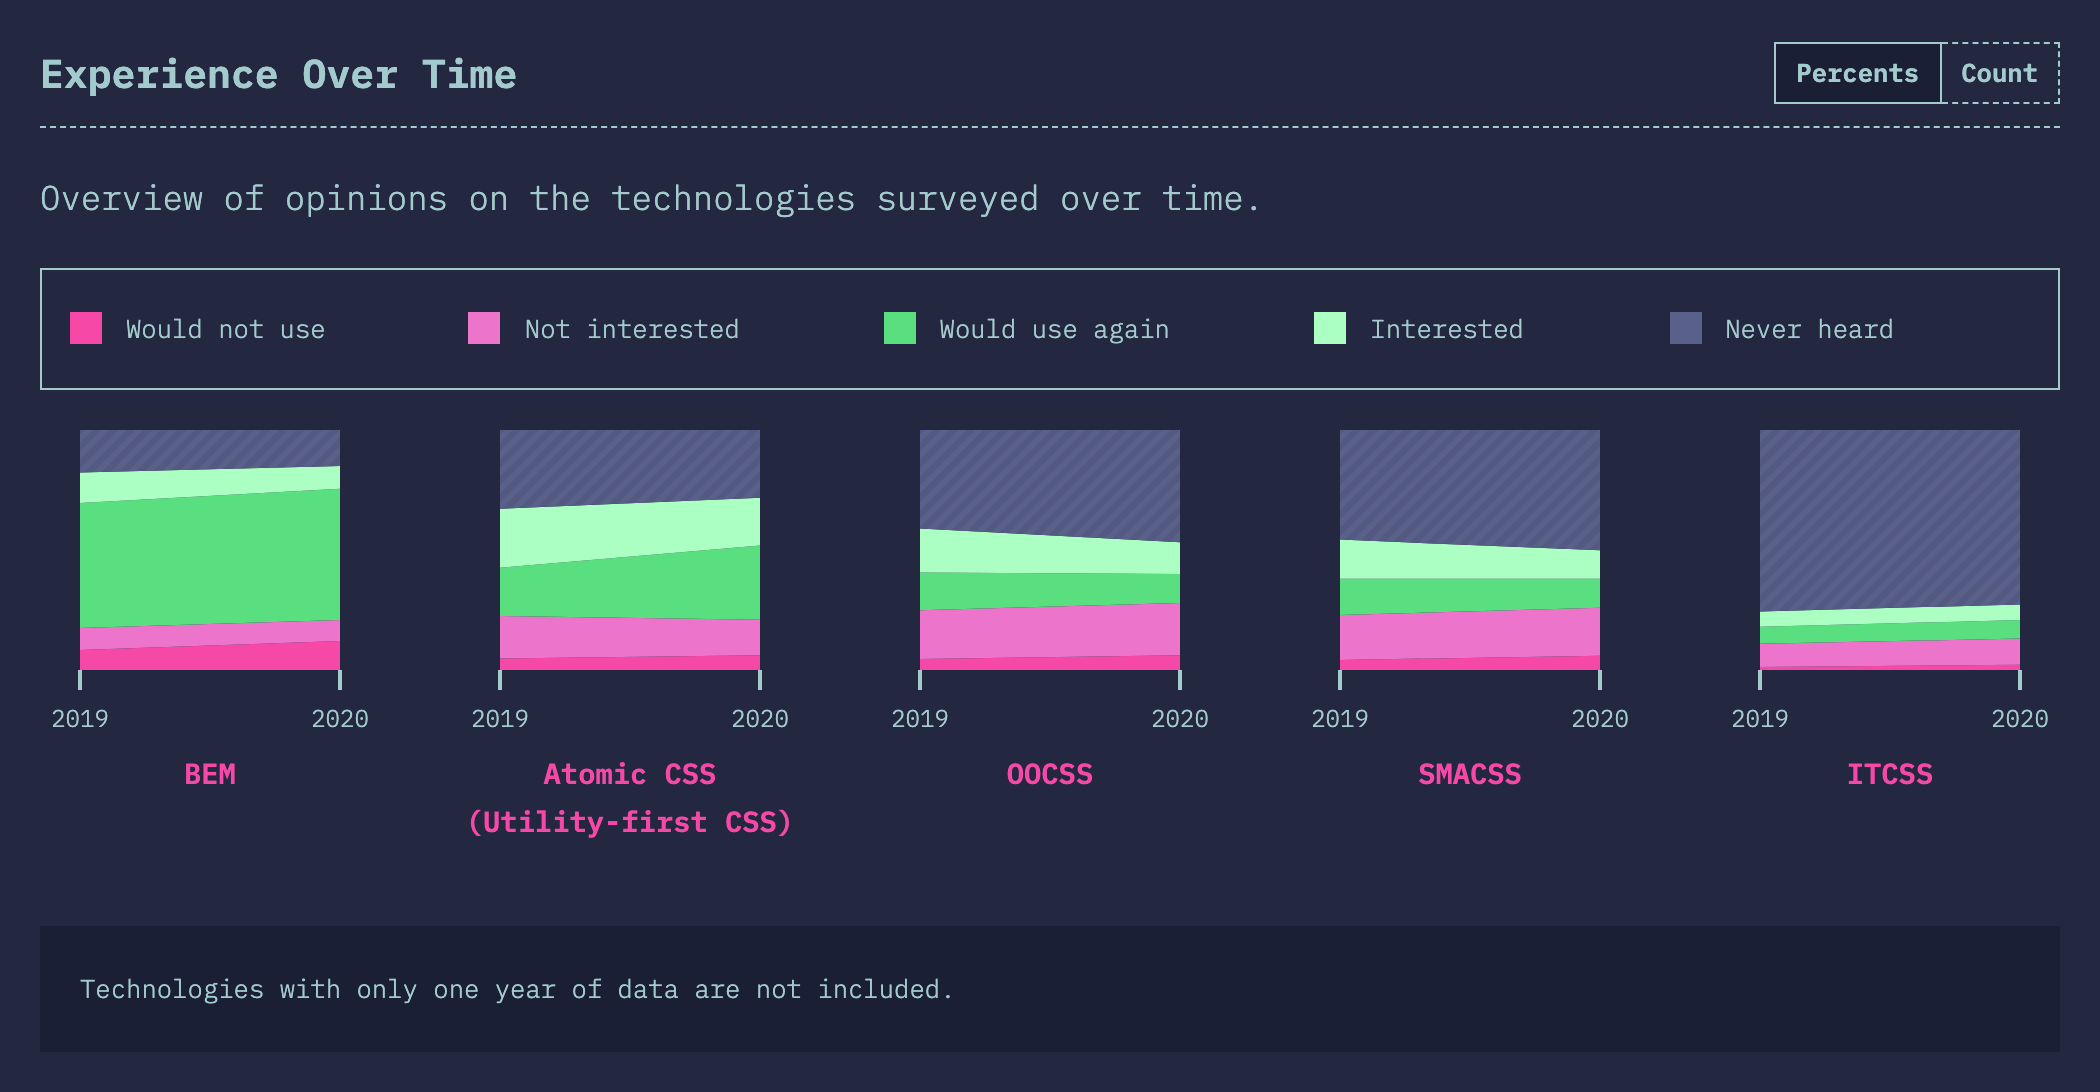 Experience Over Time
Percents Count
Overview of opinions on the technologies surveyed over time.
Would not use Not interested Would use again Interested Never heard
2019 2020 2019 2020 2019 2020 2019 2020 2019 2020
BEM Atomic CSS OOCSS SMACSS ITCSS
(Utility-first CSS)
Technologies with only one year of data are not included.